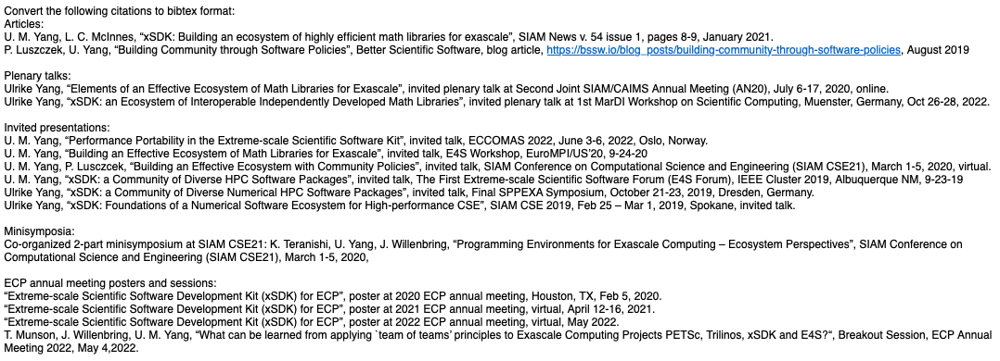 Convert the following citations to bibtex format:
Articles:
U. M. Yang, L. C. McInnes, “xSDK: Building an ecosystem of highly efficient math libraries for exascale”, SIAM News v. 54 issue 1, pages 8-9, January 2021.
P. Luszczek, U. Yang, “Building Community through Software Policies”, Better Scientific Software, blog article, https://bssw.io/blog_posts/building-community-through-software-policies, August 2019
Plenary talks:
Ulrike Yang, “Elements of an Effective Ecosystem of Math Libraries for Exascale”, invited plenary talk at Second Joint SIAM/CAIMS Annual Meeting (AN20), July 6-17, 2020, online.
Ulrike Yang, “xSDK: an Ecosystem of Interoperable Independently Developed Math Libraries”, invited plenary talk at 1st MarDI Workshop on Scientific Computing, Muenster, Germany, Oct 26-28, 2022.
Invited presentations:
U. M. Yang, “Performance Portability in the Extreme-scale Scientific Software Kit”, invited talk, ECCOMAS 2022, June 3-6, 2022, Oslo, Norway.
U. M. Yang, “Building an Effective Ecosystem of Math Libraries for Exascale”, invited talk, E4S Workshop, EuroMPI/US’20, 9-24-20
U. M. Yang, P. Lusczcek, “Building an Effective Ecosystem with Community Policies”, invited talk, SIAM Conference on Computational Science and Engineering (SIAM CSE21), March 1-5, 2020, virtual.
U. M. Yang, “xSDK: a Community of Diverse HPC Software Packages”, invited talk, The First Extreme-scale Scientific Software Forum (E4S Forum), IEEE Cluster 2019, Albuquerque NM, 9-23-19
Ulrike Yang, “xSDK: a Community of Diverse Numerical HPC Software Packages”, invited talk, Final SPPEXA Symposium, October 21-23, 2019, Dresden, Germany.
Ulrike Yang, “xSDK: Foundations of a Numerical Software Ecosystem for High-performance CSE”, SIAM CSE 2019, Feb 25 – Mar 1, 2019, Spokane, invited talk.
Minisymposia:
Co-organized 2-part minisymposium at SIAM CSE21: K. Teranishi, U. Yang, J. Willenbring, “Programming Environments for Exascale Computing – Ecosystem Perspectives”, SIAM Conference on
Computational Science and Engineering (SIAM CSE21), March 1-5, 2020,
ECP annual meeting posters and sessions:
“Extreme-scale Scientific Software Development Kit (xSDK) for ECP”, poster at 2020 ECP annual meeting, Houston, TX, Feb 5, 2020.
“Extreme-scale Scientific Software Development Kit (xSDK) for ECP”, poster at 2021 ECP annual meeting, virtual, April 12-16, 2021.
“Extreme-scale Scientific Software Development Kit (xSDK) for ECP”, poster at 2022 ECP annual meeting, virtual, May 2022.
T. Munson, J. Willenbring, U. M. Yang, “What can be learned from applying `team of teams’ principles to Exascale Computing Projects PETSc, Trilinos, xSDK and E4S?“, Breakout Session, ECP Annual
Meeting 2022, May 4,2022.